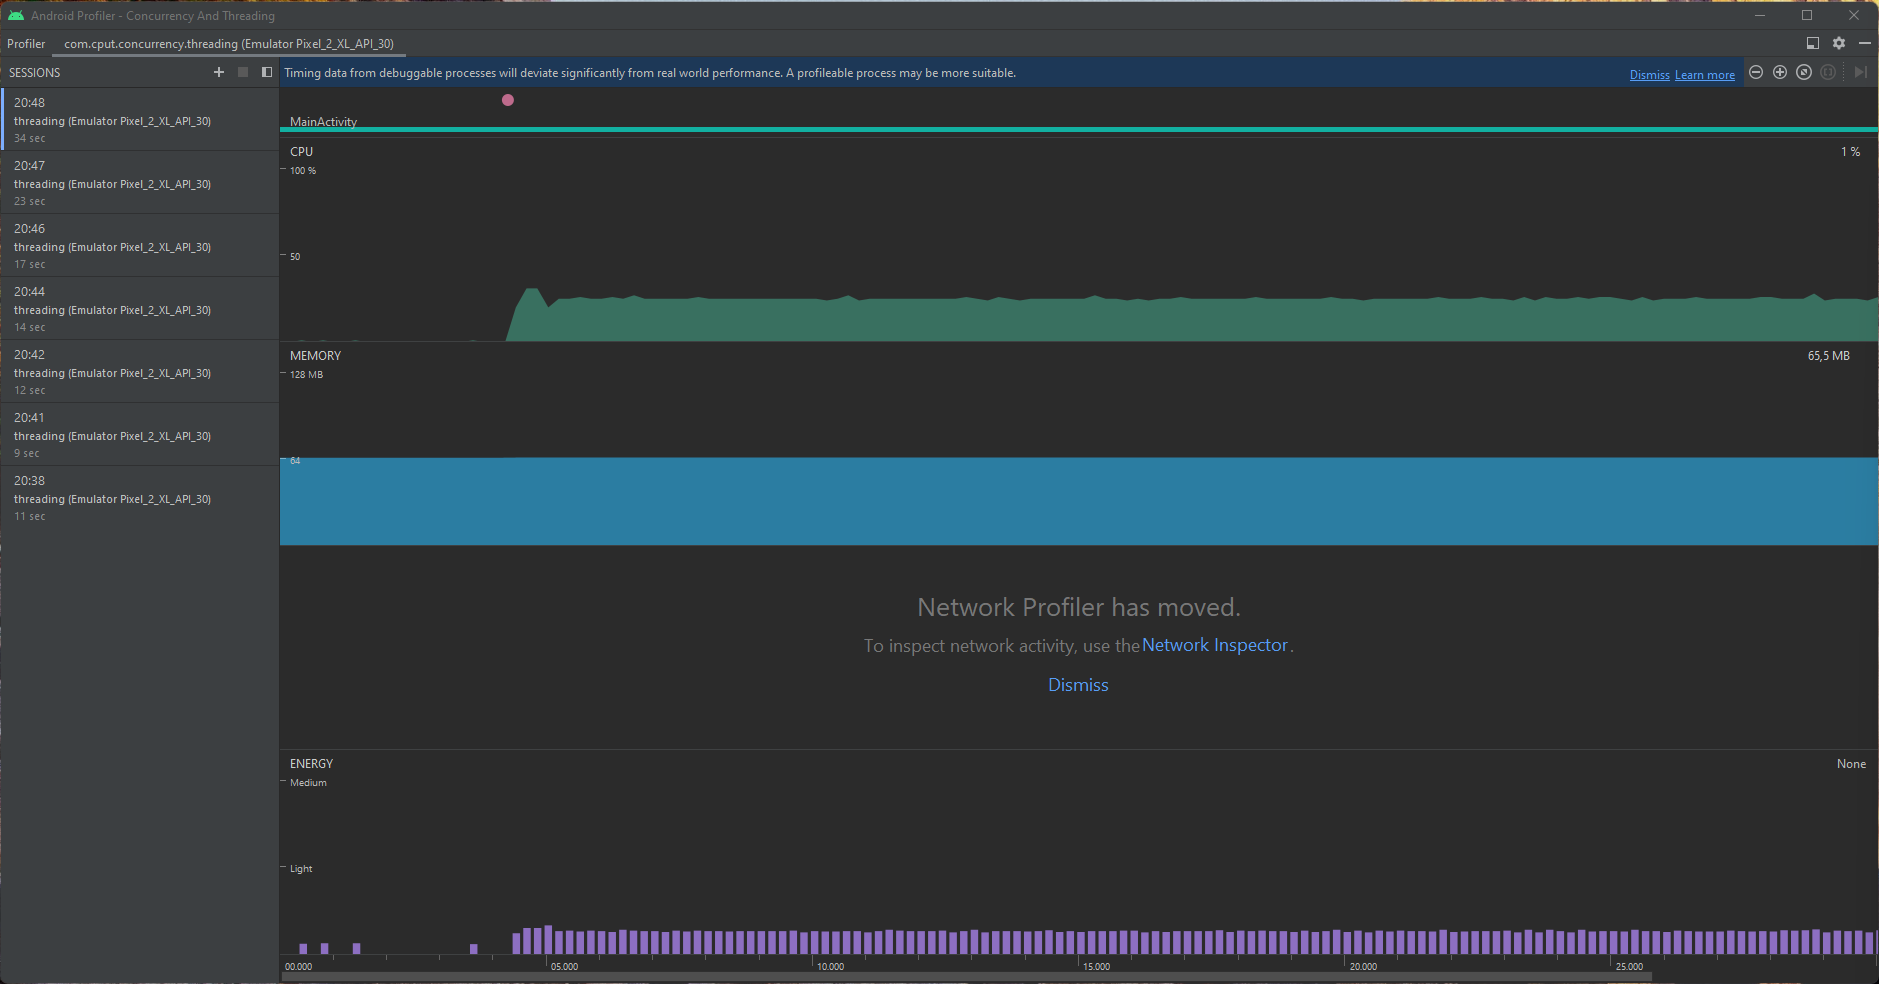 Android Profiler - Concurrency And Threading
Profiler com.cput.concurrency.threading (Emulator Pixel_2_XL_API_30)
SESSIONS
20:48
threading (Emulator Pixel_2_XL_API_30)
34 sec
20:47
threading (Emulator Pixel_2_XL_API_30)
23 sec
20:46
threading (Emulator Pixel_2_XL_API_30)
17 sec
20:44
threading (Emulator Pixel_2_XL_API_30)
14 sec
20:42
threading (Emulator Pixel_2_XL_API_30)
12 sec
20:41
threading (Emulator Pixel_2_XL_API_30)
9 sec
20:38
threading (Emulator Pixel_2_XL_API_30)
11 sec
Timing data from debuggable processes will deviate significantly from real world performance. A profileable process may be more suitable. Dismiss Learn more
MainActivity
CPU 1 %
100 %
50
MEMORY 65,5 MB
128 MB
64
Network Profiler has moved.
To inspect network activity, use the Network Inspector.
Dismiss
ENERGY None
Medium
Light
00.000 05.000 10.000 15.000 20.000 25.000